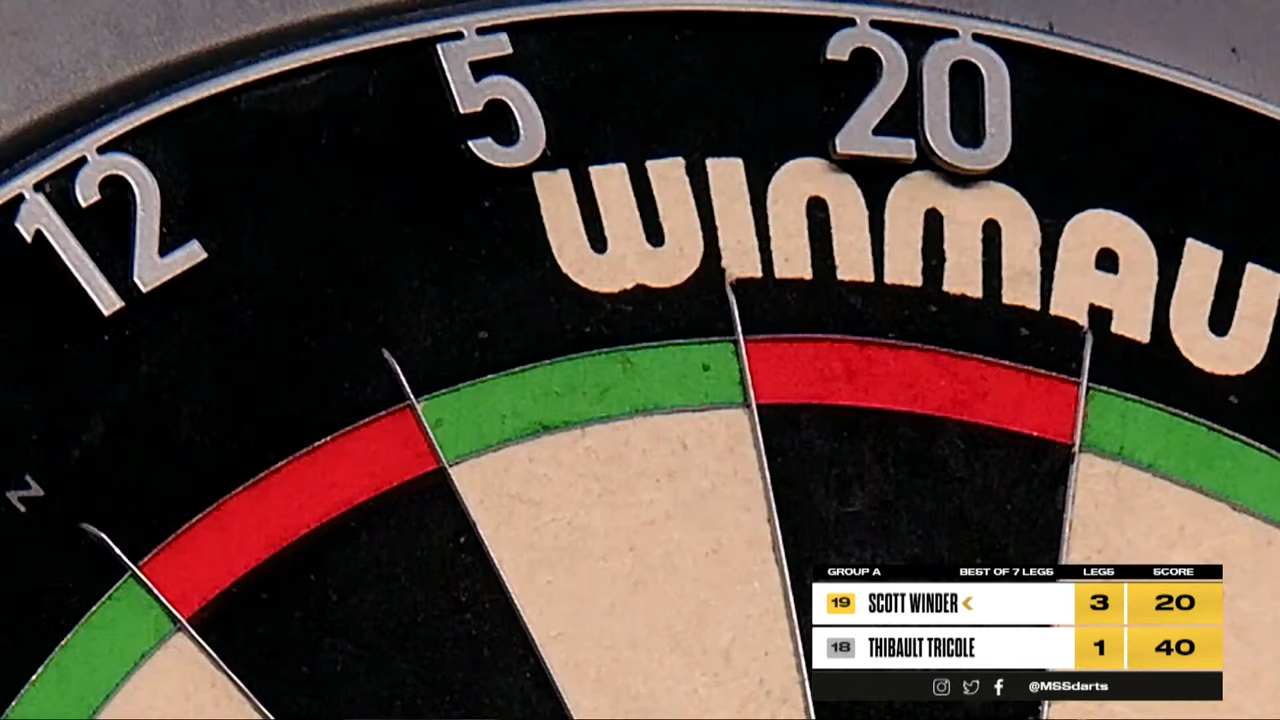 12 5 20
WINMAU
N
GROUP A BEST OF 7 LEGS LEGS SCORE
19 SCOTT WINDER < 3 20
18 THIBAULT TRICOLE 1 40
@MSSdarts